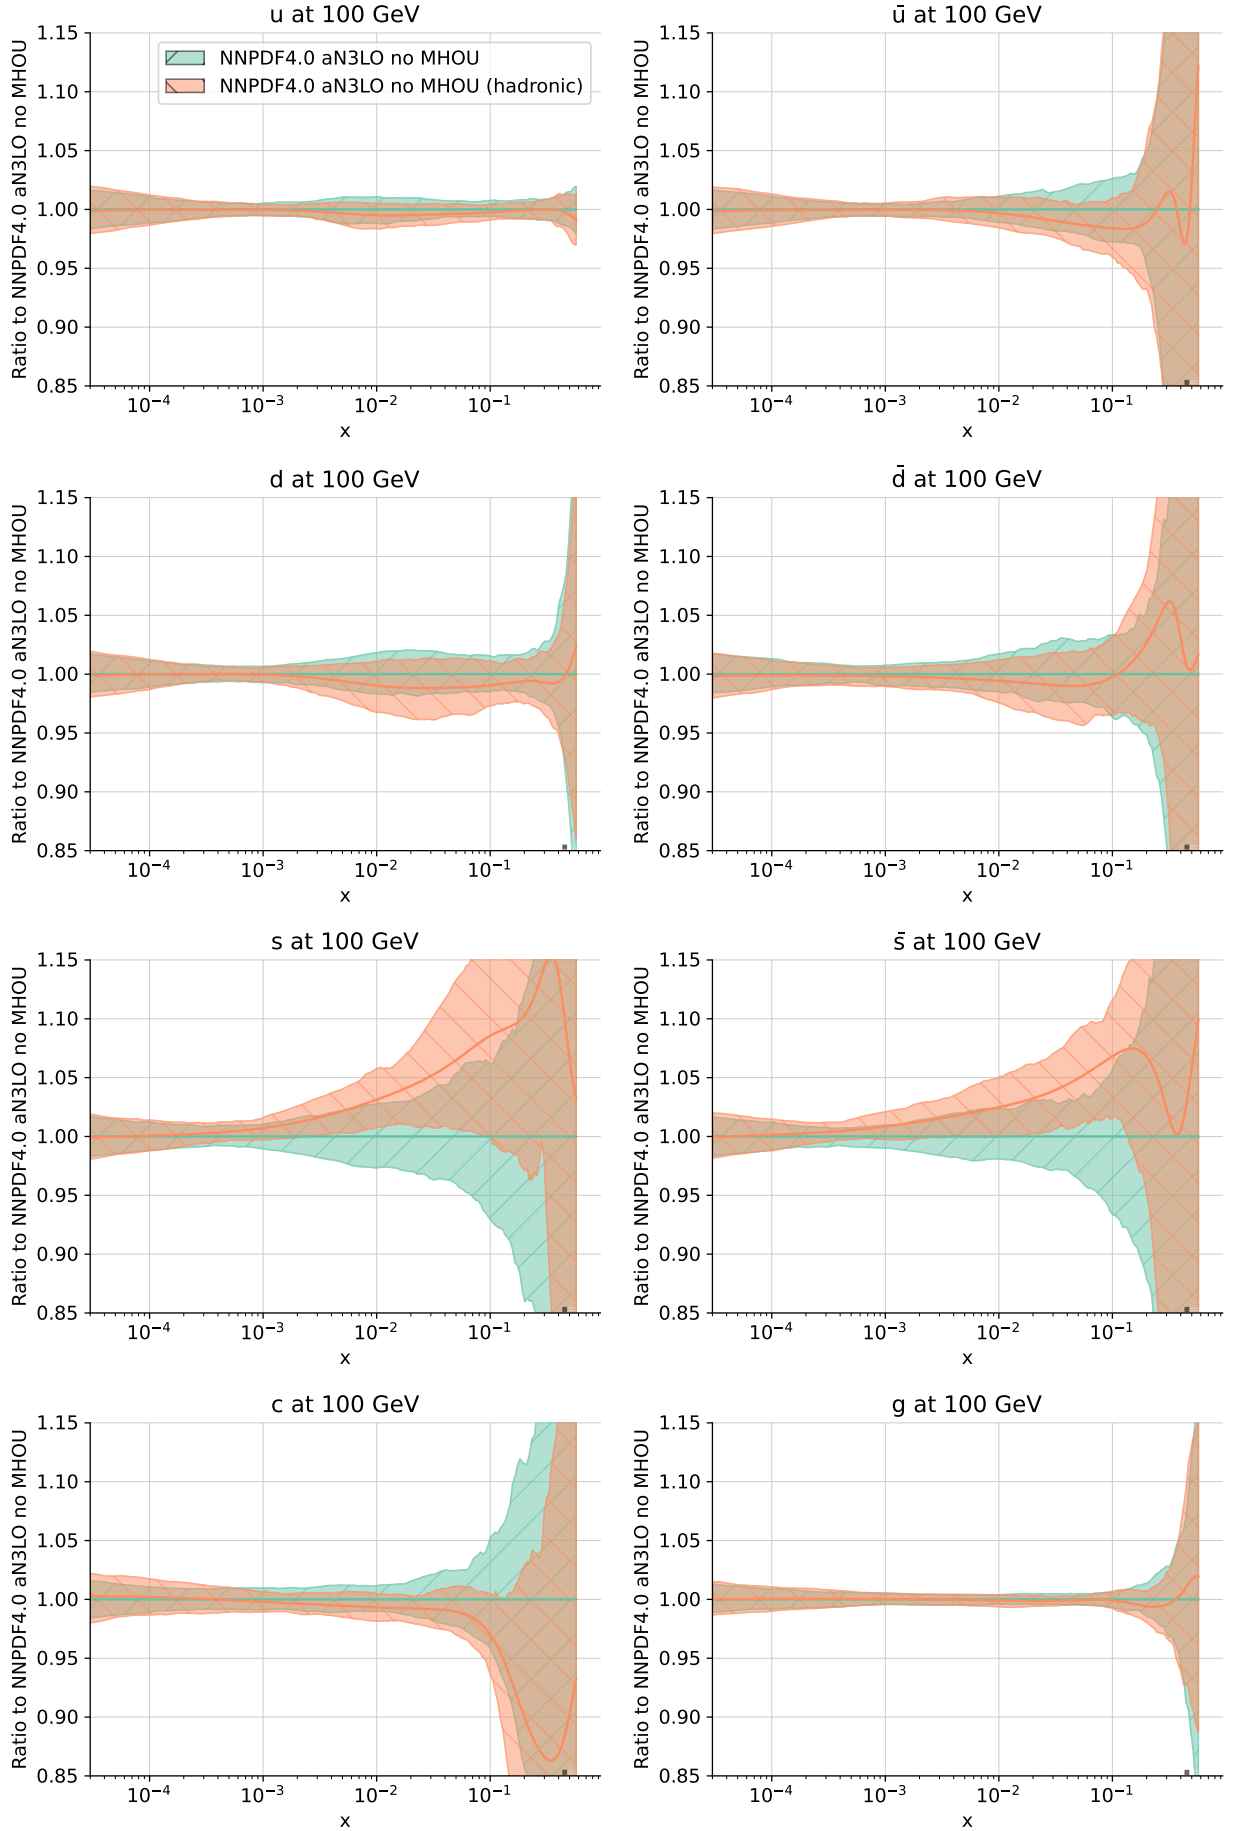 u at 100 GeV
Ratio to NNPDF4.0 aN3LO no MHOU
1.15
1.10
1.05
1.00
0.95
0.90
0.85
NNPDF4.0 aN3LO no MHOU
NNPDF4.0 aN3LO no MHOU (hadronic)
10⁻⁴ 10⁻³ 10⁻² 10⁻¹
x
ū at 100 GeV
Ratio to NNPDF4.0 aN3LO no MHOU
1.15
1.10
1.05
1.00
0.95
0.90
0.85
10⁻⁴ 10⁻³ 10⁻² 10⁻¹
x
d at 100 GeV
Ratio to NNPDF4.0 aN3LO no MHOU
1.15
1.10
1.05
1.00
0.95
0.90
0.85
10⁻⁴ 10⁻³ 10⁻² 10⁻¹
x
d̄ at 100 GeV
Ratio to NNPDF4.0 aN3LO no MHOU
1.15
1.10
1.05
1.00
0.95
0.90
0.85
10⁻⁴ 10⁻³ 10⁻² 10⁻¹
x
s at 100 GeV
Ratio to NNPDF4.0 aN3LO no MHOU
1.15
1.10
1.05
1.00
0.95
0.90
0.85
10⁻⁴ 10⁻³ 10⁻² 10⁻¹
x
s̄ at 100 GeV
Ratio to NNPDF4.0 aN3LO no MHOU
1.15
1.10
1.05
1.00
0.95
0.90
0.85
10⁻⁴ 10⁻³ 10⁻² 10⁻¹
x
c at 100 GeV
Ratio to NNPDF4.0 aN3LO no MHOU
1.15
1.10
1.05
1.00
0.95
0.90
0.85
10⁻⁴ 10⁻³ 10⁻² 10⁻¹
x
g at 100 GeV
Ratio to NNPDF4.0 aN3LO no MHOU
1.15
1.10
1.05
1.00
0.95
0.90
0.85
10⁻⁴ 10⁻³ 10⁻² 10⁻¹
x